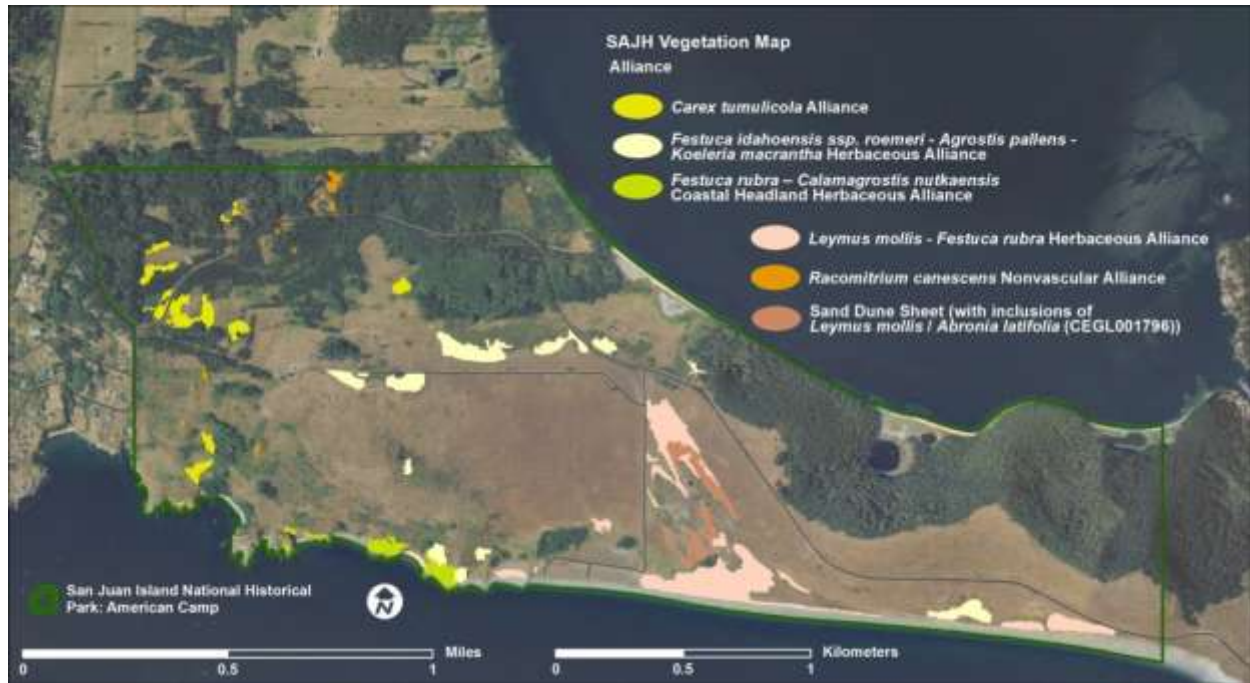 SAJH Vegetation Map
Alliance
Carex tumulicola Alliance
Festuca idahoensis ssp. roemeri - Agrostis pallens -
Koeleria macrantha Herbaceous Alliance
Festuca rubra – Calamagrostis nutkaensis
Coastal Headland Herbaceous Alliance
Leymus mollis - Festuca rubra Herbaceous Alliance
Racomitrium canescens Nonvascular Alliance
Sand Dune Sheet (with inclusions of
Leymus mollis / Abronia latifolia (CEGL001796))
San Juan Island National Historical
Park: American Camp
N
Miles
0 0.5 1
Kilometers
0 0.5 1